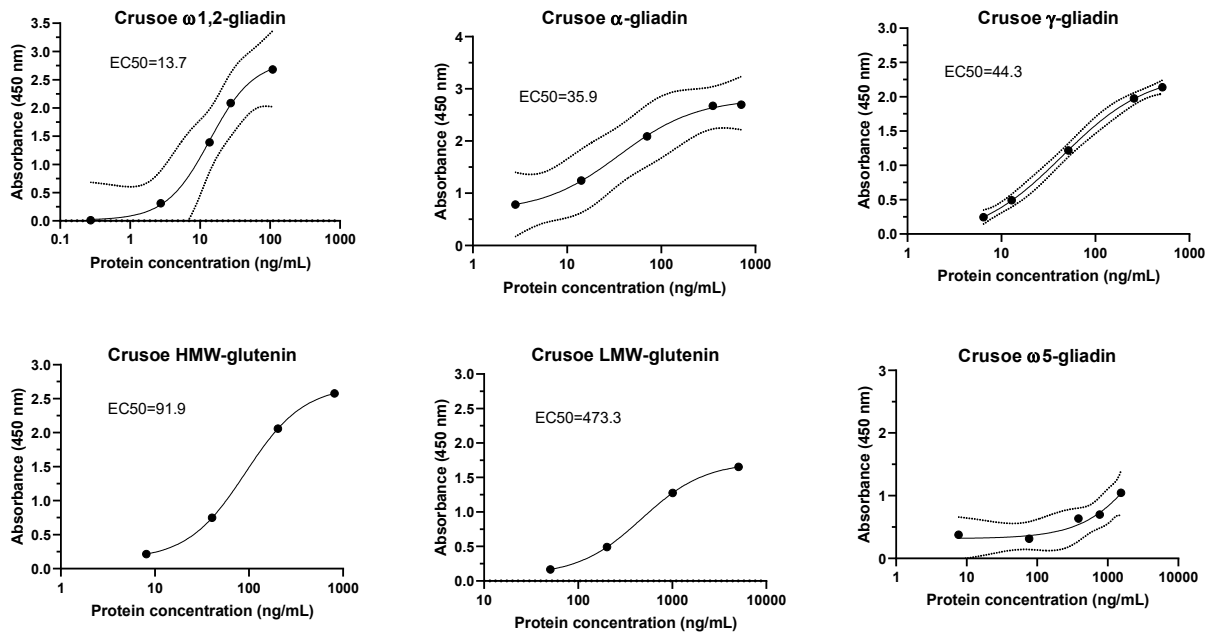 Crusoe ω1,2-gliadin
EC50=13.7
Absorbance (450 nm)
3.5
3.0
2.5
2.0
1.5
1.0
0.5
0.0
0.1 1 10 100 1000
Protein concentration (ng/mL)
Crusoe α-gliadin
EC50=35.9
Absorbance (450 nm)
4
3
2
1
0
1 10 100 1000
Protein concentration (ng/mL)
Crusoe γ-gliadin
EC50=44.3
Absorbance (450 nm)
3.0
2.5
2.0
1.5
1.0
0.5
0.0
1 10 100 1000
Protein concentration (ng/mL)
Crusoe HMW-glutenin
EC50=91.9
Absorbance (450 nm)
3.0
2.5
2.0
1.5
1.0
0.5
0.0
1 10 100 1000
Protein concentration (ng/mL)
Crusoe LMW-glutenin
EC50=473.3
Absorbance (450 nm)
3.0
2.5
2.0
1.5
1.0
0.5
0.0
10 100 1000 10000
Protein concentration (ng/mL)
Crusoe ω5-gliadin
Absorbance (450 nm)
3
2
1
0
1 10 100 1000 10000
Protein concentration (ng/mL)